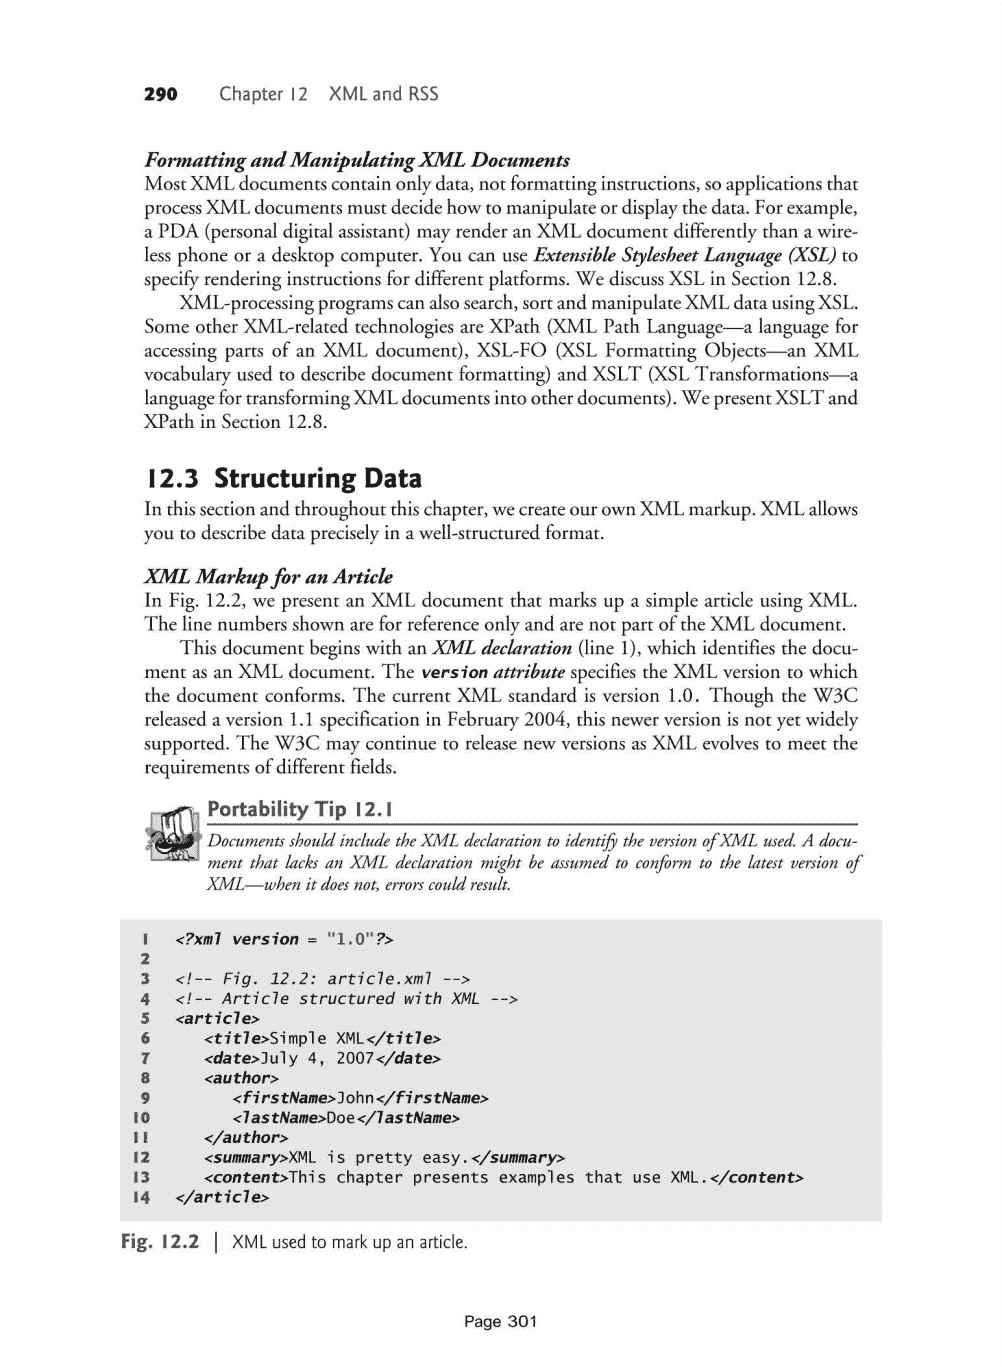 290 Chapter 12 XML and RSS
Formatting and Manipulating XML Documents
Most XML documents contain only data, not formatting instructions, so applications that
process XML documents must decide how to manipulate or display the data. For example,
a PDA (personal digital assistant) may render an XML document differently than a wire-
less phone or a desktop computer. You can use Extensible Stylesheet Language (XSL) to
specify rendering instructions for different platforms. We discuss XSL in Section 12.8.
XML-processing programs can also search, sort and manipulate XML data using XSL.
Some other XML-related technologies are XPath (XML Path Language—a language for
accessing parts of an XML document), XSL-FO (XSL Formatting Objects—an XML
vocabulary used to describe document formatting) and XSLT (XSL Transformations—a
language for transforming XML documents into other documents). We present XSLT and
XPath in Section 12.8.
12.3 Structuring Data
In this section and throughout this chapter, we create our own XML markup. XML allows
you to describe data precisely in a well-structured format.
XML Markup for an Article
In Fig. 12.2, we present an XML document that marks up a simple article using XML.
The line numbers shown are for reference only and are not part of the XML document.
This document begins with an XML declaration (line 1), which identifies the docu-
ment as an XML document. The version attribute specifies the XML version to which
the document conforms. The current XML standard is version 1.0. Though the W3C
released a version 1.1 specification in February 2004, this newer version is not yet widely
supported. The W3C may continue to release new versions as XML evolves to meet the
requirements of different fields.
Portability Tip 12.1
Documents should include the XML declaration to identify the version of XML used. A docu-
ment that lacks an XML declaration might be assumed to conform to the latest version of
XML—when it does not, errors could result.
1 <?xml version = "1.0"?>
2
3 <!-- Fig. 12.2: article.xml -->
4 <!-- Article structured with XML -->
5 <article>
6 <title>Simple XML</title>
7 <date>July 4, 2007</date>
8 <author>
9 <firstName>John</firstName>
10 <lastName>Doe</lastName>
11 </author>
12 <summary>XML is pretty easy.</summary>
13 <content>This chapter presents examples that use XML.</content>
14 </article>
Fig. 12.2 | XML used to mark up an article.
Page 301